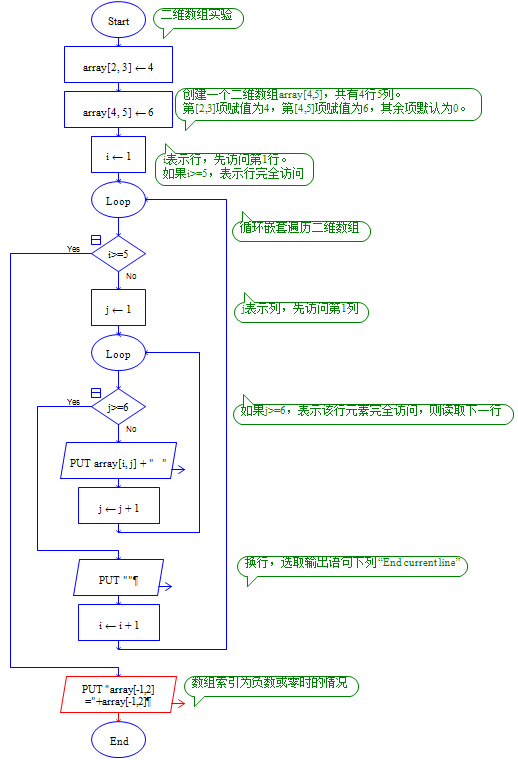 Start
二维数组实验
array[2, 3] ← 4
array[4, 5] ← 6
创建一个二维数组array[4,5]，共有4行5列。
第[2,3]项赋值为4，第[4,5]项赋值为6，其余项默认为0。
i ← 1
i表示行，先访问第1行。
如果i>=5，表示行完全访问
Loop
循环嵌套遍历二维数组
Yes
i>=5
No
j ← 1
j表示列，先访问第1列
Loop
Yes
j>=6
No
如果j>=6，表示该行元素完全访问，则读取下一行
PUT array[i, j] + "   "
j ← j + 1
换行，选取输出语句下列 “End current line”
PUT ""¶
i ← i + 1
PUT "array[-1,2]
="+array[-1,2]¶
数组索引为负数或零时的情况
End